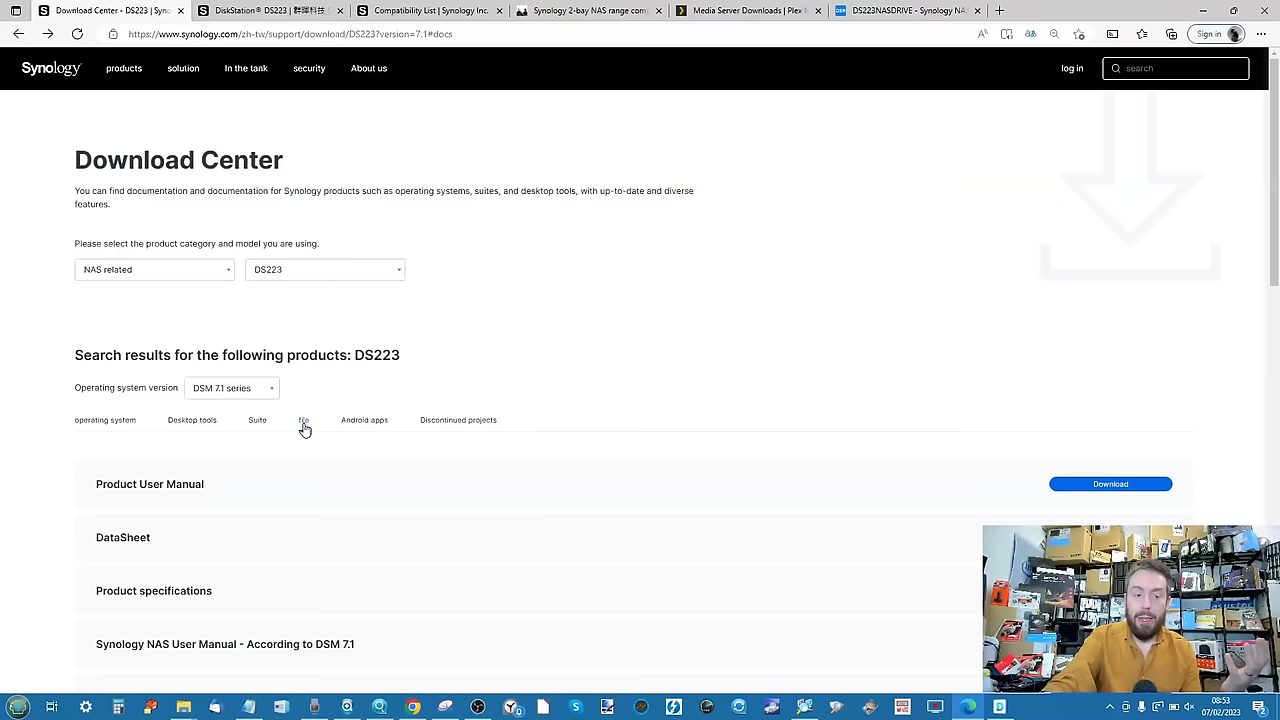 Download Center - DS223 | Syno
DiskStation® DS223 | 群暉科技 S
Compatibility List | Synology Inc.
Synology 2-bay NAS range comp
Media Server Downloads | Plex M
DS223NASDRIVE - Synology NAS
https://www.synology.com/zh-tw/support/download/DS223?version=7.1#docs
Sign in
Synology
products
solution
In the tank
security
About us
log in
search
Download Center
You can find documentation and documentation for Synology products such as operating systems, suites, and desktop tools, with up-to-date and diverse
features.
Please select the product category and model you are using.
NAS related
DS223
Search results for the following products: DS223
Operating system version
DSM 7.1 series
operating system
Desktop tools
Suite
file
Android apps
Discontinued projects
Product User Manual
Download
DataSheet
Product specifications
Synology NAS User Manual - According to DSM 7.1
08:53
07/02/2023